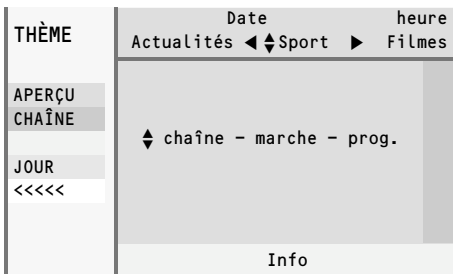 THÈME
Date heure
Actualités ◀ ♦Sport ▶ Filmes
APERÇU
CHAÎNE
♦ chaîne - marche - prog.
JOUR
<<<<<
Info